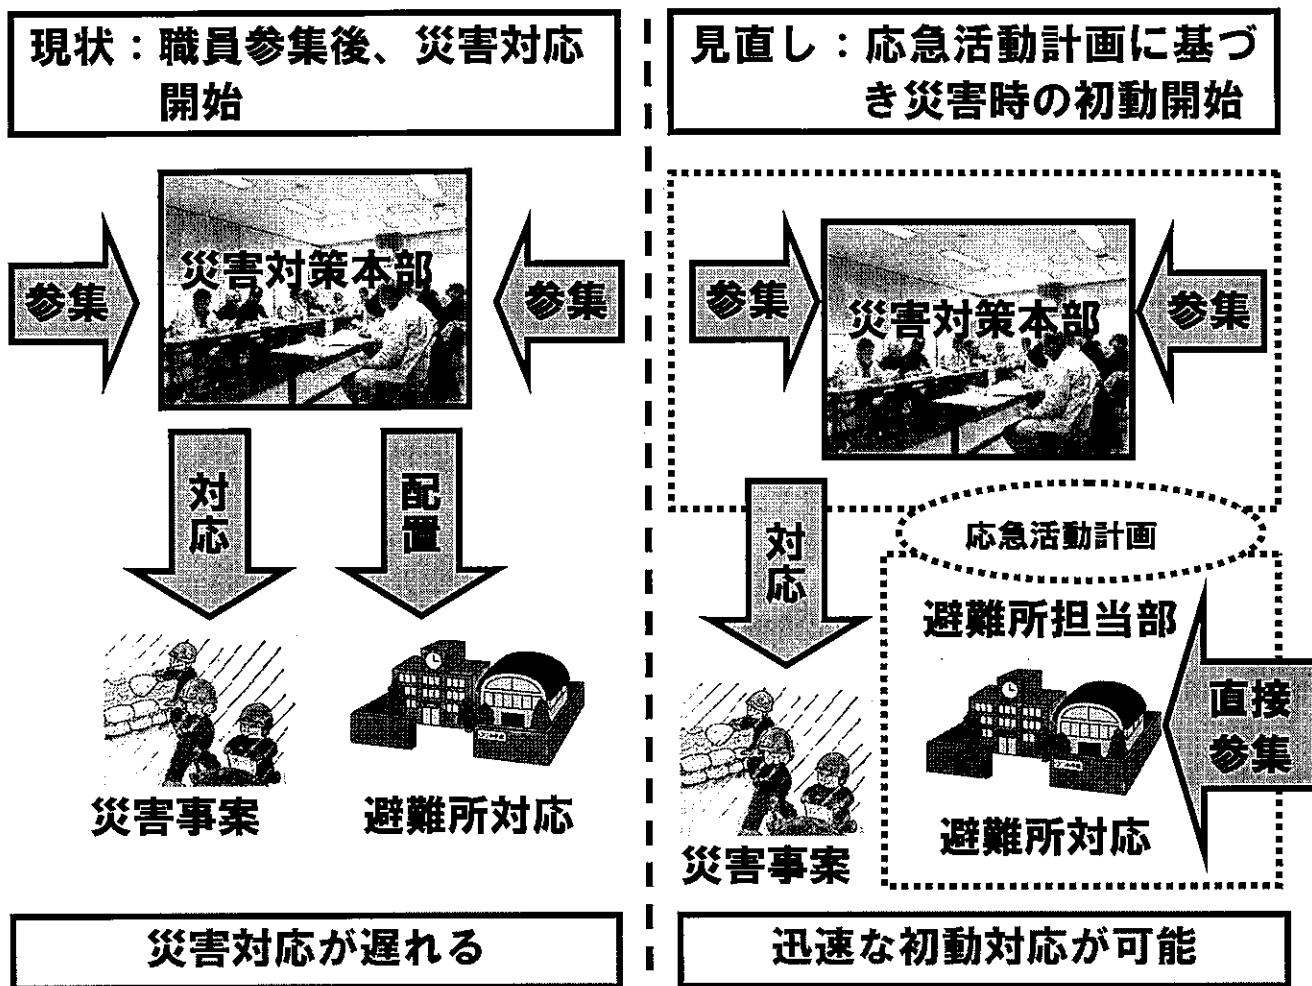 現状：職員参集後、災害対応
開始
災害対策本部
参集
参集
対応
配置
災害事案
避難所対応
災害対応が遅れる
見直し：応急活動計画に基づ
き災害時の初動開始
災害対策本部
参集
参集
対応
応急活動計画
避難所担当部
直接
参集
災害事案
避難所対応
迅速な初動対応が可能